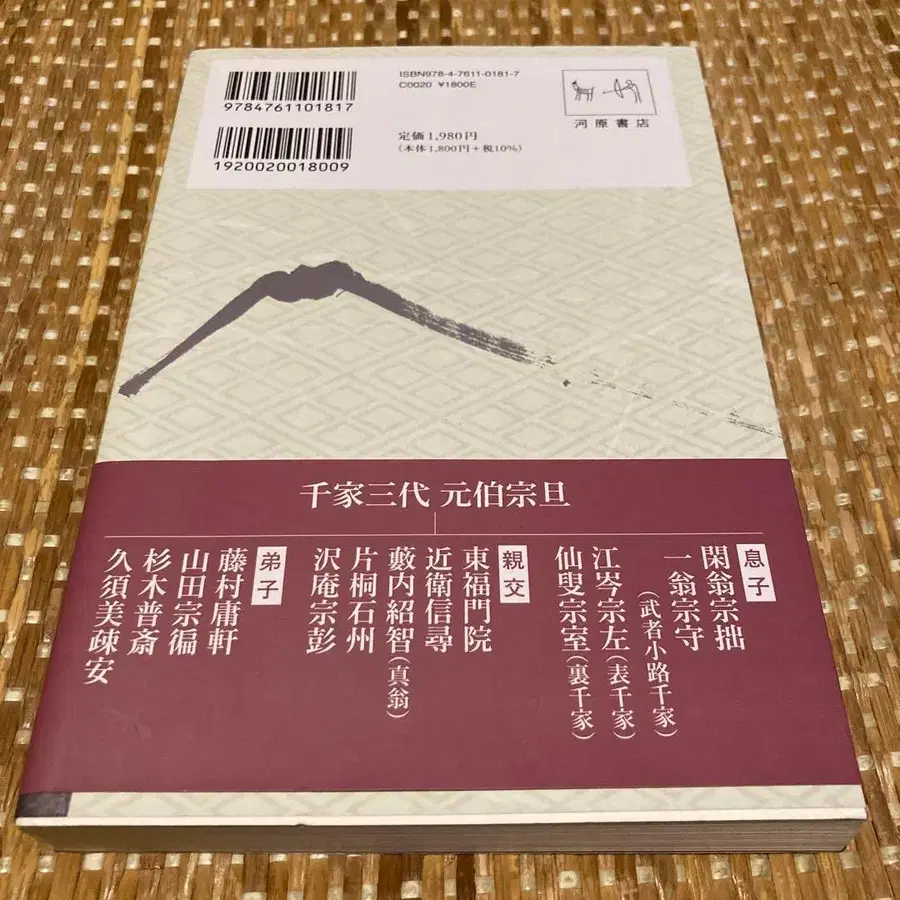 9784761101817
1920020018009
ISBN978-4-7611-0181-7
C0020 ¥1800E
定価1,980円
(本体1,800円+税10%)
河原書店
千家三代 元伯宗旦
息子
閑翁宗拙
一翁宗守
(武者小路千家)
江岑宗左(表千家)
仙叟宗室(裏千家)
親交
東福門院
近衛信尋
藪内紹智(真翁)
片桐石州
沢庵宗彭
弟子
藤村庸軒
山田宗徧
杉木普斎
久須美疎安